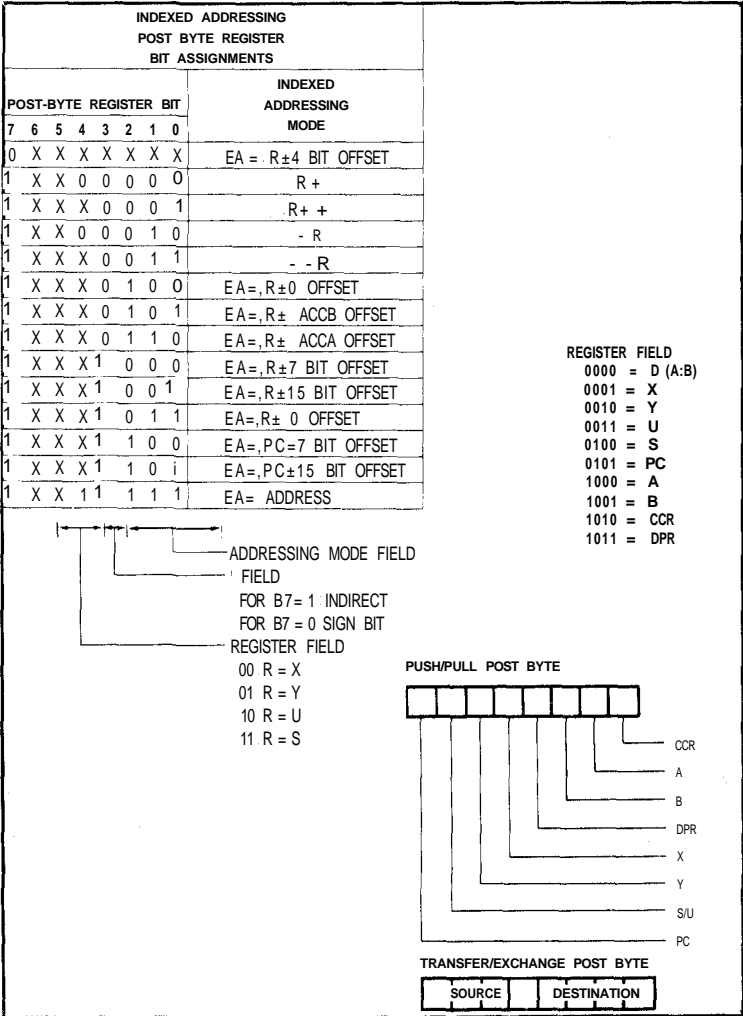 INDEXED ADDRESSING
POST BYTE REGISTER
BIT ASSIGNMENTS
POST-BYTE REGISTER BIT
INDEXED
ADDRESSING
MODE
7 6 5 4 3 2 1 0
0 X X X X X X X EA = R±4 BIT OFFSET
1 X X 0 0 0 0 0 R +
1 X X X 0 0 0 1 R+ +
1 X X 0 0 0 1 0 - R
1 X X X 0 0 1 1 - - R
1 X X X 0 1 0 0 EA=,R±0 OFFSET
1 X X X 0 1 0 1 EA=,R± ACCB OFFSET
1 X X X 0 1 1 0 EA=,R± ACCA OFFSET
1 X X X 1 0 0 0 EA=,R±7 BIT OFFSET
1 X X X 1 0 0 1 EA=,R±15 BIT OFFSET
1 X X X 1 0 1 1 EA=,R± 0 OFFSET
1 X X X 1 1 0 0 EA=,PC=7 BIT OFFSET
1 X X X 1 1 0 i EA=,PC±15 BIT OFFSET
1 X X 1 1 1 1 1 EA= ADDRESS
ADDRESSING MODE FIELD
FIELD
FOR B7= 1 INDIRECT
FOR B7 = 0 SIGN BIT
REGISTER FIELD
00 R = X
01 R = Y
10 R = U
11 R = S
REGISTER FIELD
0000 = D (A:B)
0001 = X
0010 = Y
0011 = U
0100 = S
0101 = PC
1000 = A
1001 = B
1010 = CCR
1011 = DPR
PUSH/PULL POST BYTE
CCR
A
B
DPR
X
Y
S/U
PC
TRANSFER/EXCHANGE POST BYTE
SOURCE DESTINATION